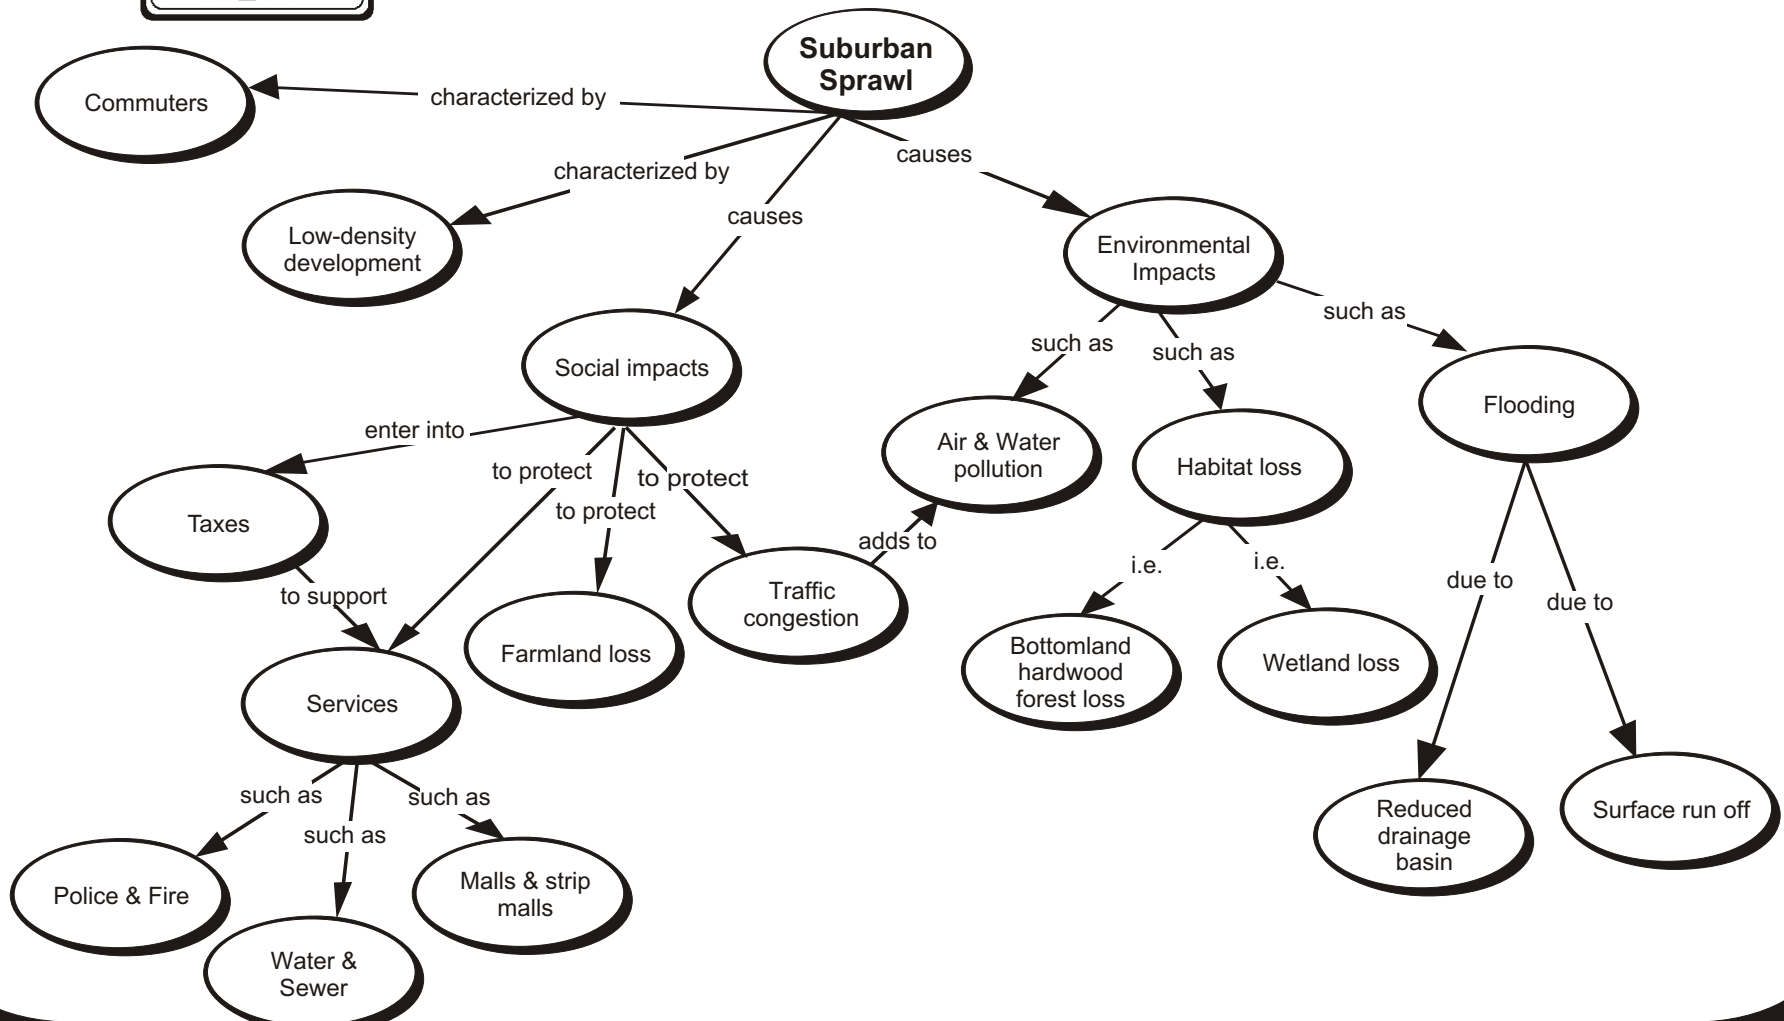 Suburban
Sprawl
Commuters
characterized by
characterized by
causes
causes
Low-density
development
Environmental
Impacts
Social impacts
such as
such as
such as
Flooding
enter into
to protect
to protect
to protect
Air & Water
pollution
Habitat loss
Taxes
adds to
to support
Traffic
congestion
i.e.
i.e.
due to
due to
Farmland loss
Bottomland
hardwood
forest loss
Wetland loss
Services
such as
such as
such as
Reduced
drainage
basin
Surface run off
Police & Fire
Malls & strip
malls
Water &
Sewer